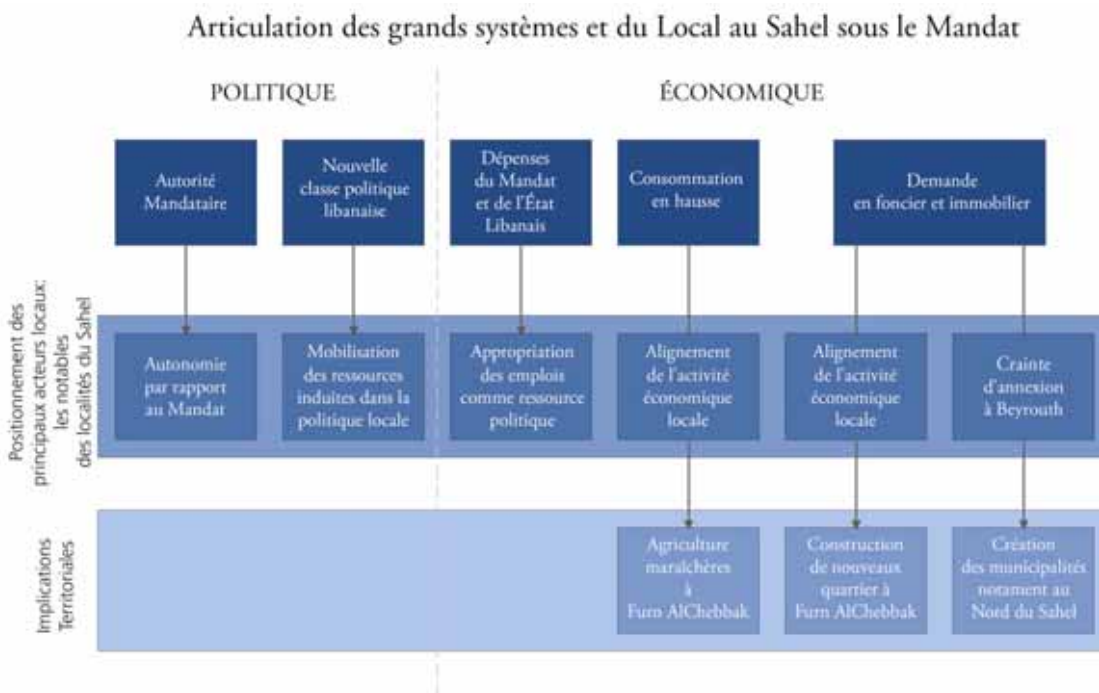 Articulation des grands systèmes et du Local au Sahel sous le Mandat
POLITIQUE
ÉCONOMIQUE
Autorité
Mandataire
Nouvelle
classe politique
libanaise
Dépenses
du Mandat
et de l'État
Libanais
Consommation
en hausse
Demande
en foncier et immobilier
Positionnement des
principaux acteurs locaux:
les notables
des localités du Sahel
Autonomie
par rapport
au Mandat
Mobilisation
des ressources
induites dans la
politique locale
Appropriation
des emplois
comme ressource
politique
Alignement
de l'activité
économique
locale
Alignement
de l'activité
économique
locale
Crainte
d'annexion
à Beyrouth
Implications
Territoriales
Agriculture
maraîchères
à
Furn AlChebbak
Construction
de nouveaux
quartier à
Furn AlChebbak
Création
des municipalités
notament au
Nord du Sahel